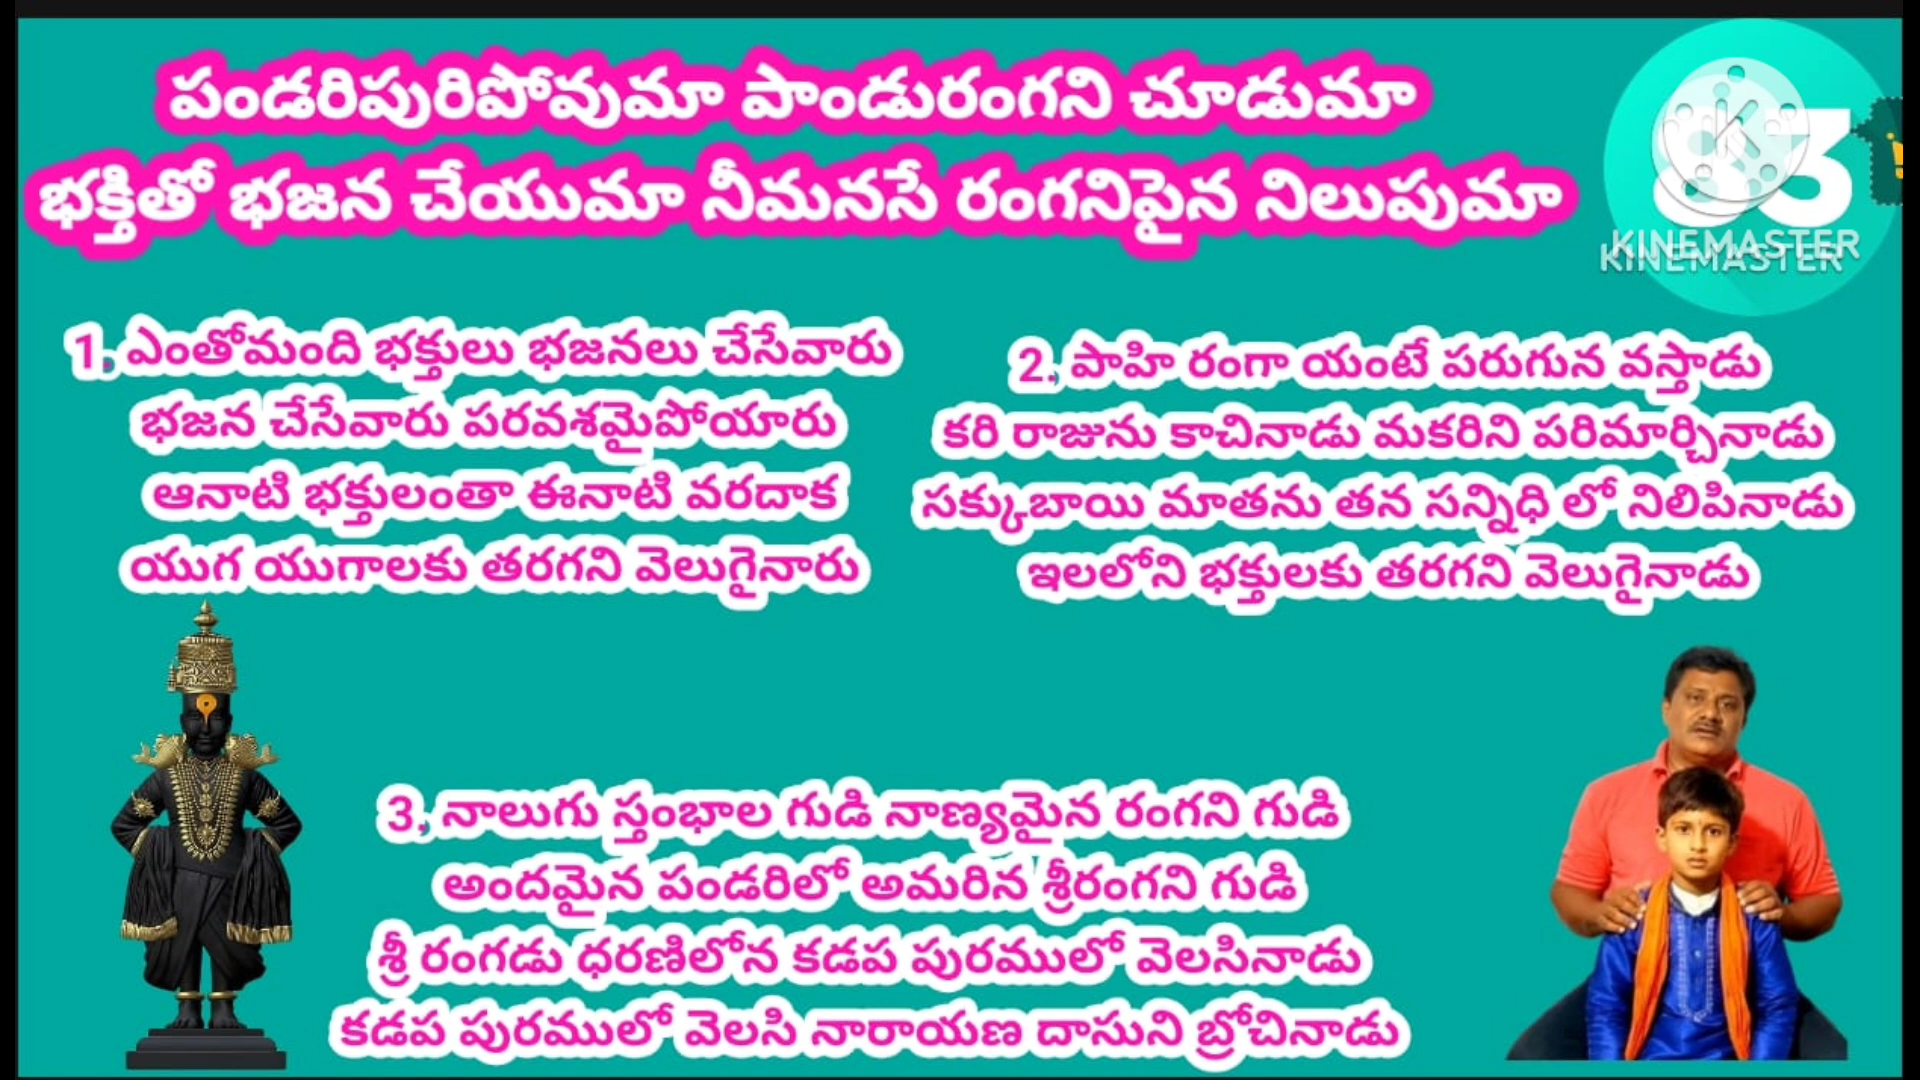 పండరిపురిపోవుమా పాండురంగని చూడుమా
భక్తితో భజన చేయుమా నీమనసే రంగనిపైన నిలుపుమా
1, ఎంతోమంది భక్తులు భజనలు చేసేవారు
భజన చేసేవారు పరవశమైపోయారు
ఆనాటి భక్తులంతా ఈనాటి వరదాక
యుగ యుగాలకు తరగని వెలుగైనారు
2, పాహి రంగా యంటే పరుగున వస్తాడు
కరి రాజును కాచినాడు మకరిని పరిమార్చినాడు
సక్కుబాయి మాతను తన సన్నిధి లో నిలిపినాడు
ఇలలోని భక్తులకు తరగని వెలుగైనాడు
3, నాలుగు స్తంభాల గుడి నాణ్యమైన రంగని గుడి
అందమైన పండరిలో అమరిన శ్రీరంగని గుడి
శ్రీ రంగడు ధరణిలోన కడప పురములో వెలసినాడు
కడప పురములో వెలసి నారాయణ దాసుని బ్రోచినాడు
K
KINEMASTER
KINEMASTER